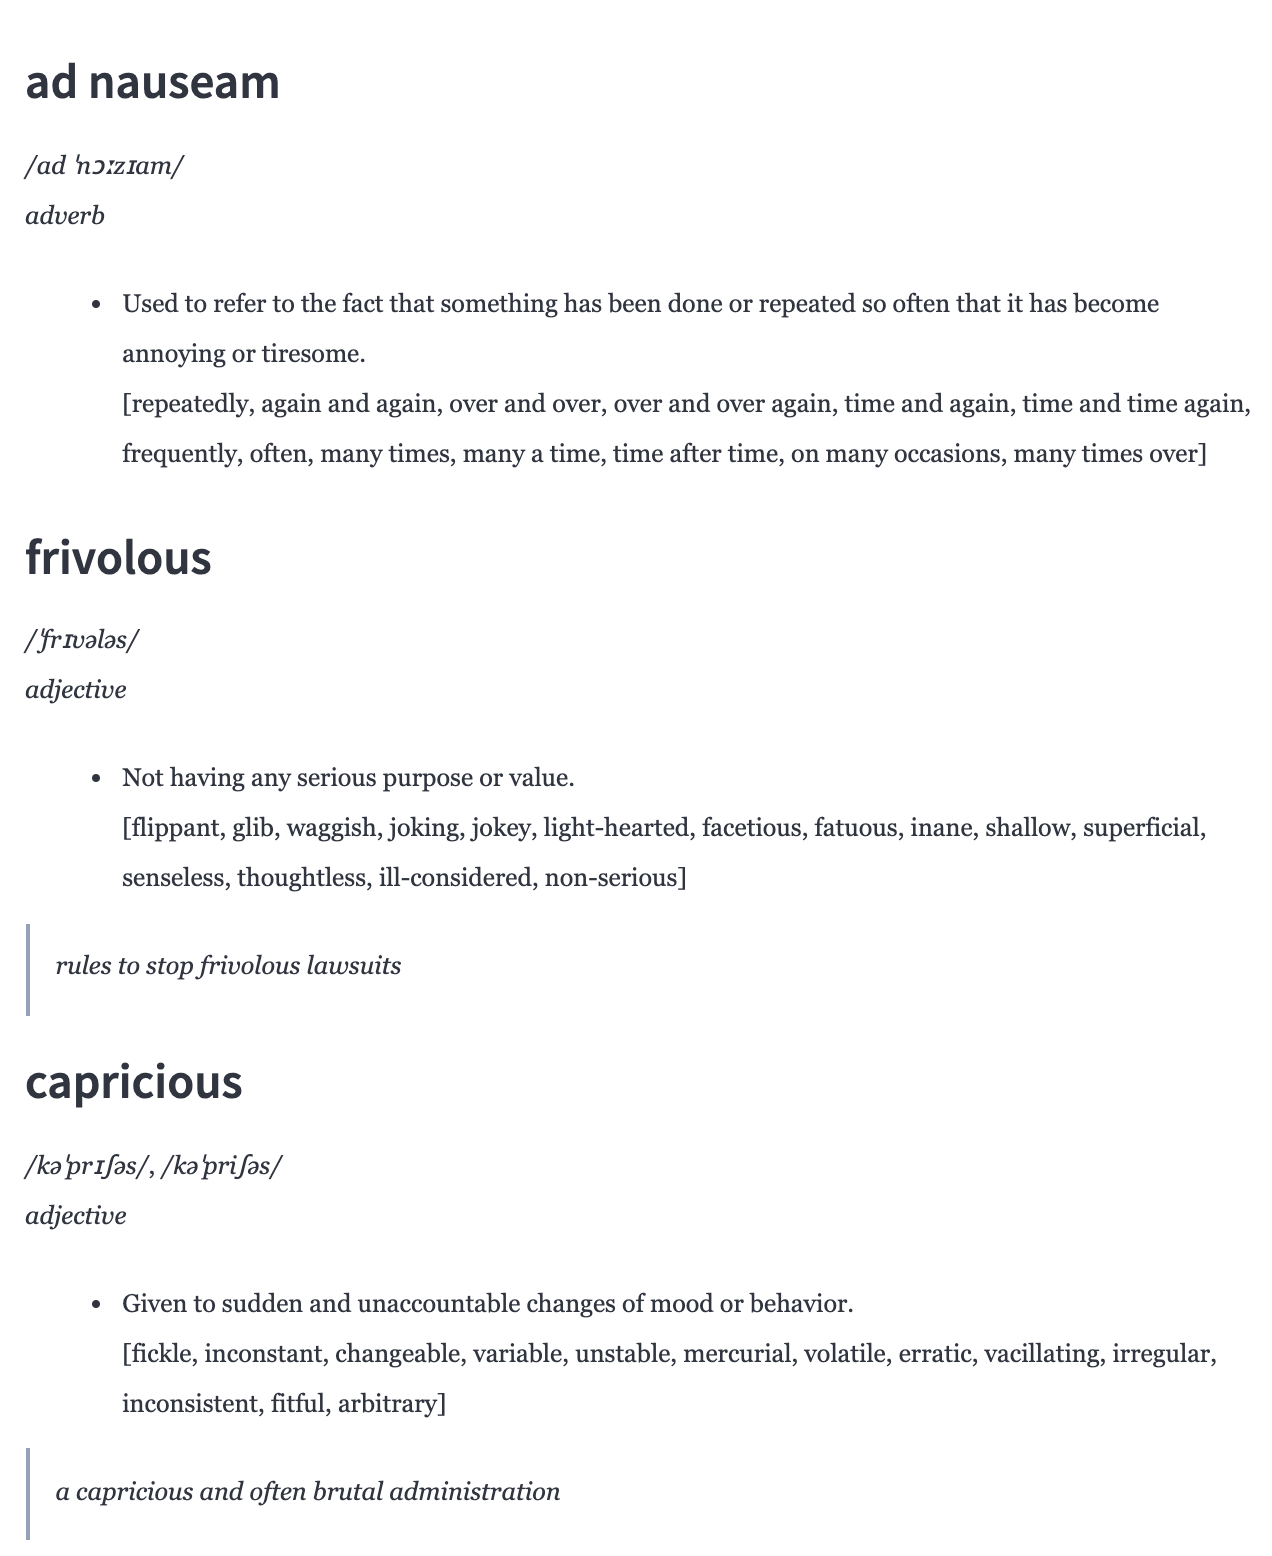 ad nauseam
/ad ˈnɔːzɪam/
adverb
• Used to refer to the fact that something has been done or repeated so often that it has become
annoying or tiresome.
[repeatedly, again and again, over and over, over and over again, time and again, time and time again,
frequently, often, many times, many a time, time after time, on many occasions, many times over]
frivolous
/ˈfrɪvələs/
adjective
• Not having any serious purpose or value.
[flippant, glib, waggish, joking, jokey, light-hearted, facetious, fatuous, inane, shallow, superficial,
senseless, thoughtless, ill-considered, non-serious]
rules to stop frivolous lawsuits
capricious
/kəˈprɪʃəs/, /kəˈpriʃəs/
adjective
• Given to sudden and unaccountable changes of mood or behavior.
[fickle, inconstant, changeable, variable, unstable, mercurial, volatile, erratic, vacillating, irregular,
inconsistent, fitful, arbitrary]
a capricious and often brutal administration